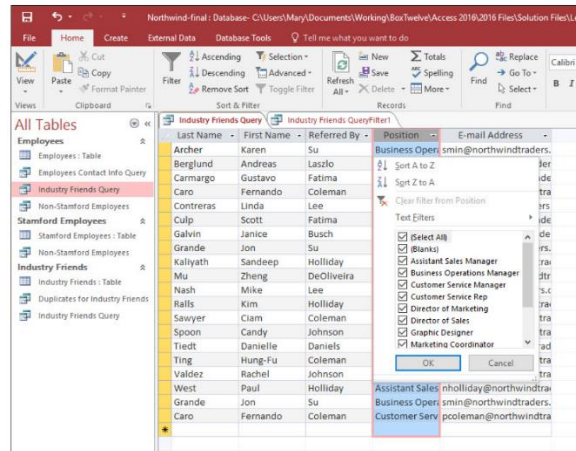 Northwind-final : Database- C:\Users\Mary\Documents\Working\BoxTwelve\Access 2016\2016 Files\Solution Files\Le
File Home Create External Data Database Tools Tell me what you want to do
View
Views
Paste
Cut
Copy
Format Painter
Clipboard
Filter
Ascending
Descending
Remove Sort
Selection
Advanced
Toggle Filter
Sort & Filter
Refresh
All
New
Save
Delete
Totals
Spelling
More
Records
Find
Replace
Go To
Select
Find
Calibri
B I
All Tables
Employees
Employees : Table
Employees Contact Info Query
Industry Friends Query
Non-Stamford Employees
Stamford Employees
Stamford Employees : Table
Non-Stamford Employees
Industry Friends
Industry Friends : Table
Duplicates for Industry Friends
Industry Friends Query
Industry Friends Query Industry Friends QueryFilter1
Last Name First Name Referred By Position E-mail Address
Archer Karen Su Business Opera smin@northwindtraders.
Berglund Andreas Laszlo
Carmargo Gustavo Fatima
Caro Fernando Coleman
Contreras Linda Lee
Culp Scott Fatima
Galvin Janice Busch
Grande Jon Su
Kaliyath Sandeep Holliday
Mu Zheng DeOliveira
Nash Mike Lee
Ralls Kim Holliday
Sawyer Ciam Coleman
Spoon Candy Johnson
Tiedt Danielle Daniels
Ting Hung-Fu Coleman
Valdez Rachel Johnson
West Paul Holliday Assistant Sales nholliday@northwindtra
Grande Jon Su Business Opera smin@northwindtraders.
Caro Fernando Coleman Customer Serv pcoleman@northwindtra
Sort A to Z
Sort Z to A
Clear filter from Position
Text Filters
(Select All)
(Blanks)
Assistant Sales Manager
Business Operations Manager
Customer Service Manager
Customer Service Rep
Director of Marketing
Director of Sales
Graphic Designer
Marketing Coordinator
OK Cancel